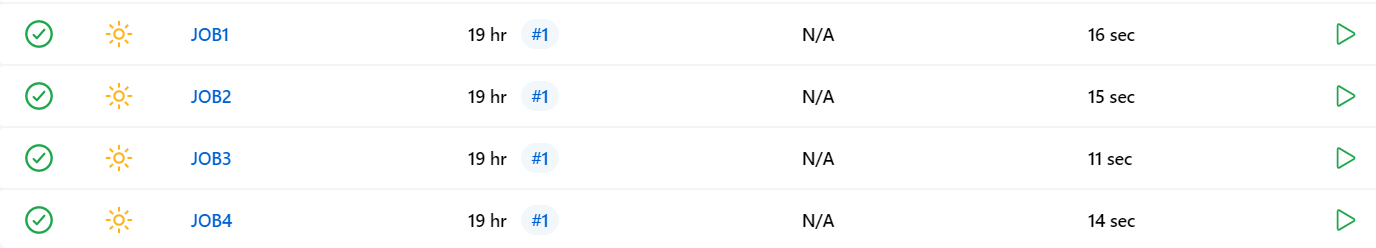 JOB1 19 hr #1 N/A 16 sec
JOB2 19 hr #1 N/A 15 sec
JOB3 19 hr #1 N/A 11 sec
JOB4 19 hr #1 N/A 14 sec